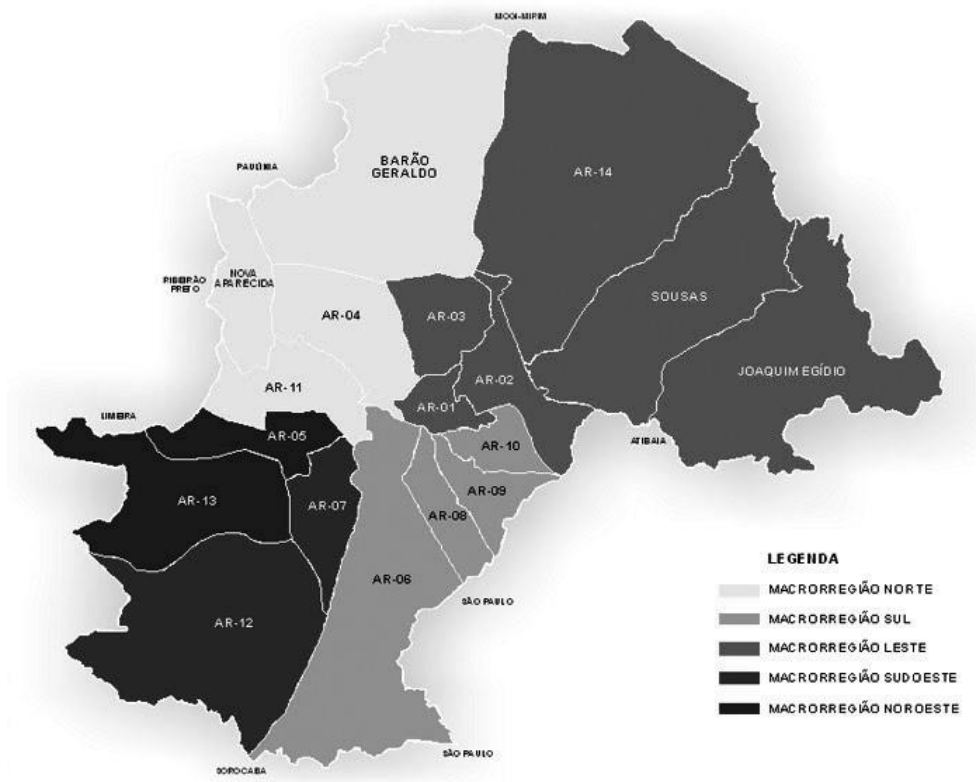 MOGI-MIRIM
BARÃO
GERALDO
PAULÍNIA
AR-14
RIBEIRÃO
PRETO
NOVA
APARECIDA
SOUSAS
AR-04
AR-03
JOAQUIM EGÍDIO
AR-11
AR-02
AR-01
LIMEIRA
AR-05
ATIBAIA
AR-10
AR-13
AR-07
AR-09
AR-08
AR-06
SÃO PAULO
AR-12
SÃO PAULO
SOROCABA
LEGENDA
MACRORREGIÃO NORTE
MACRORREGIÃO SUL
MACRORREGIÃO LESTE
MACRORREGIÃO SUDOESTE
MACRORREGIÃO NOROESTE